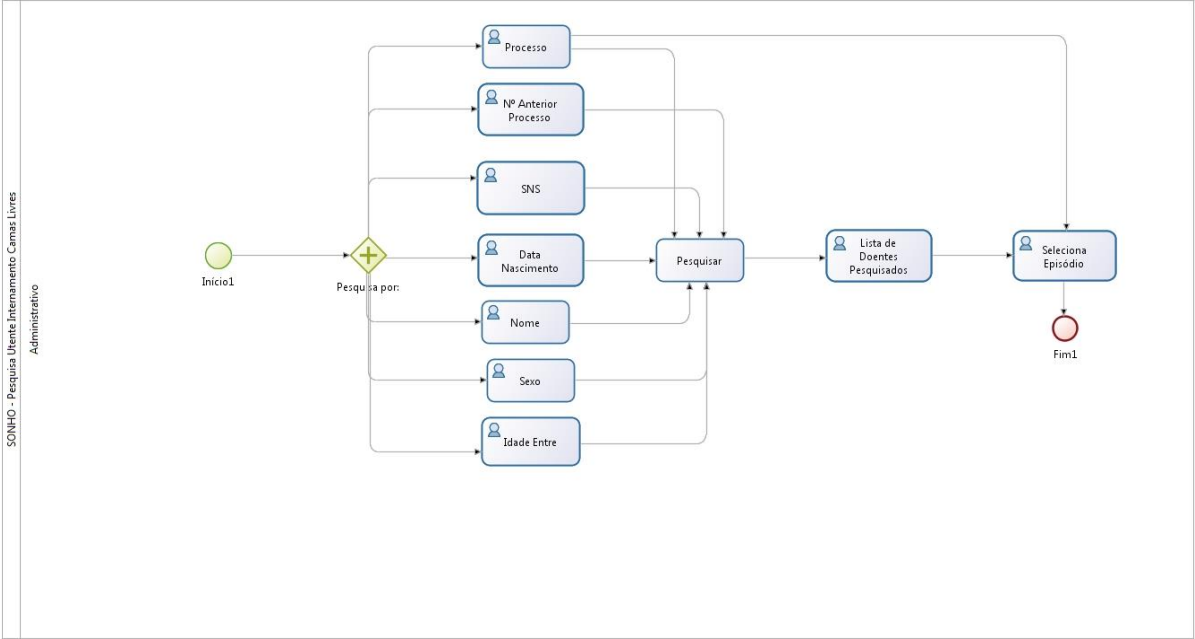 SONHO - Pesquisa Utente Internamento Camas Livres
Administrativo
Início1
Pesquisa por:
Processo
Nº Anterior
Processo
SNS
Data
Nascimento
Nome
Sexo
Idade Entre
Pesquisar
Lista de
Doentes
Pesquisados
Seleciona
Episódio
Fim1